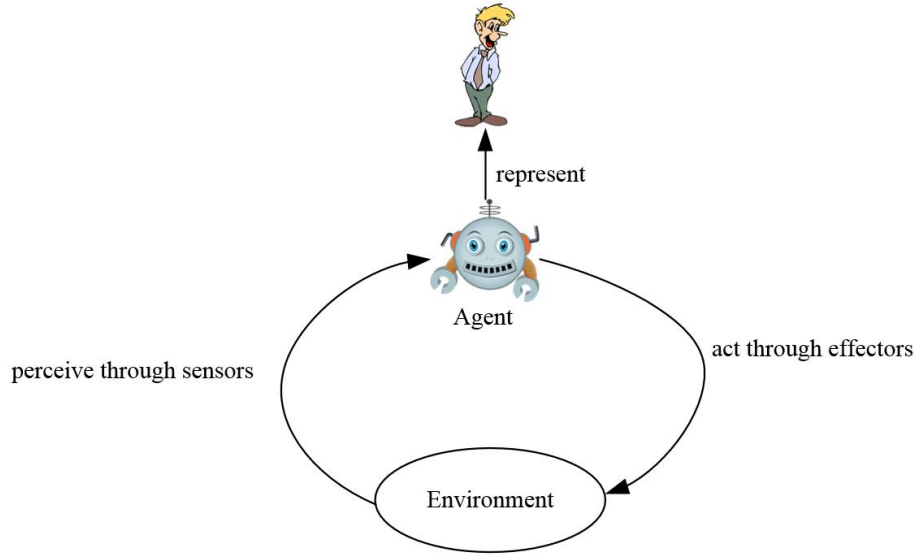 represent
Agent
act through effectors
perceive through sensors
Environment